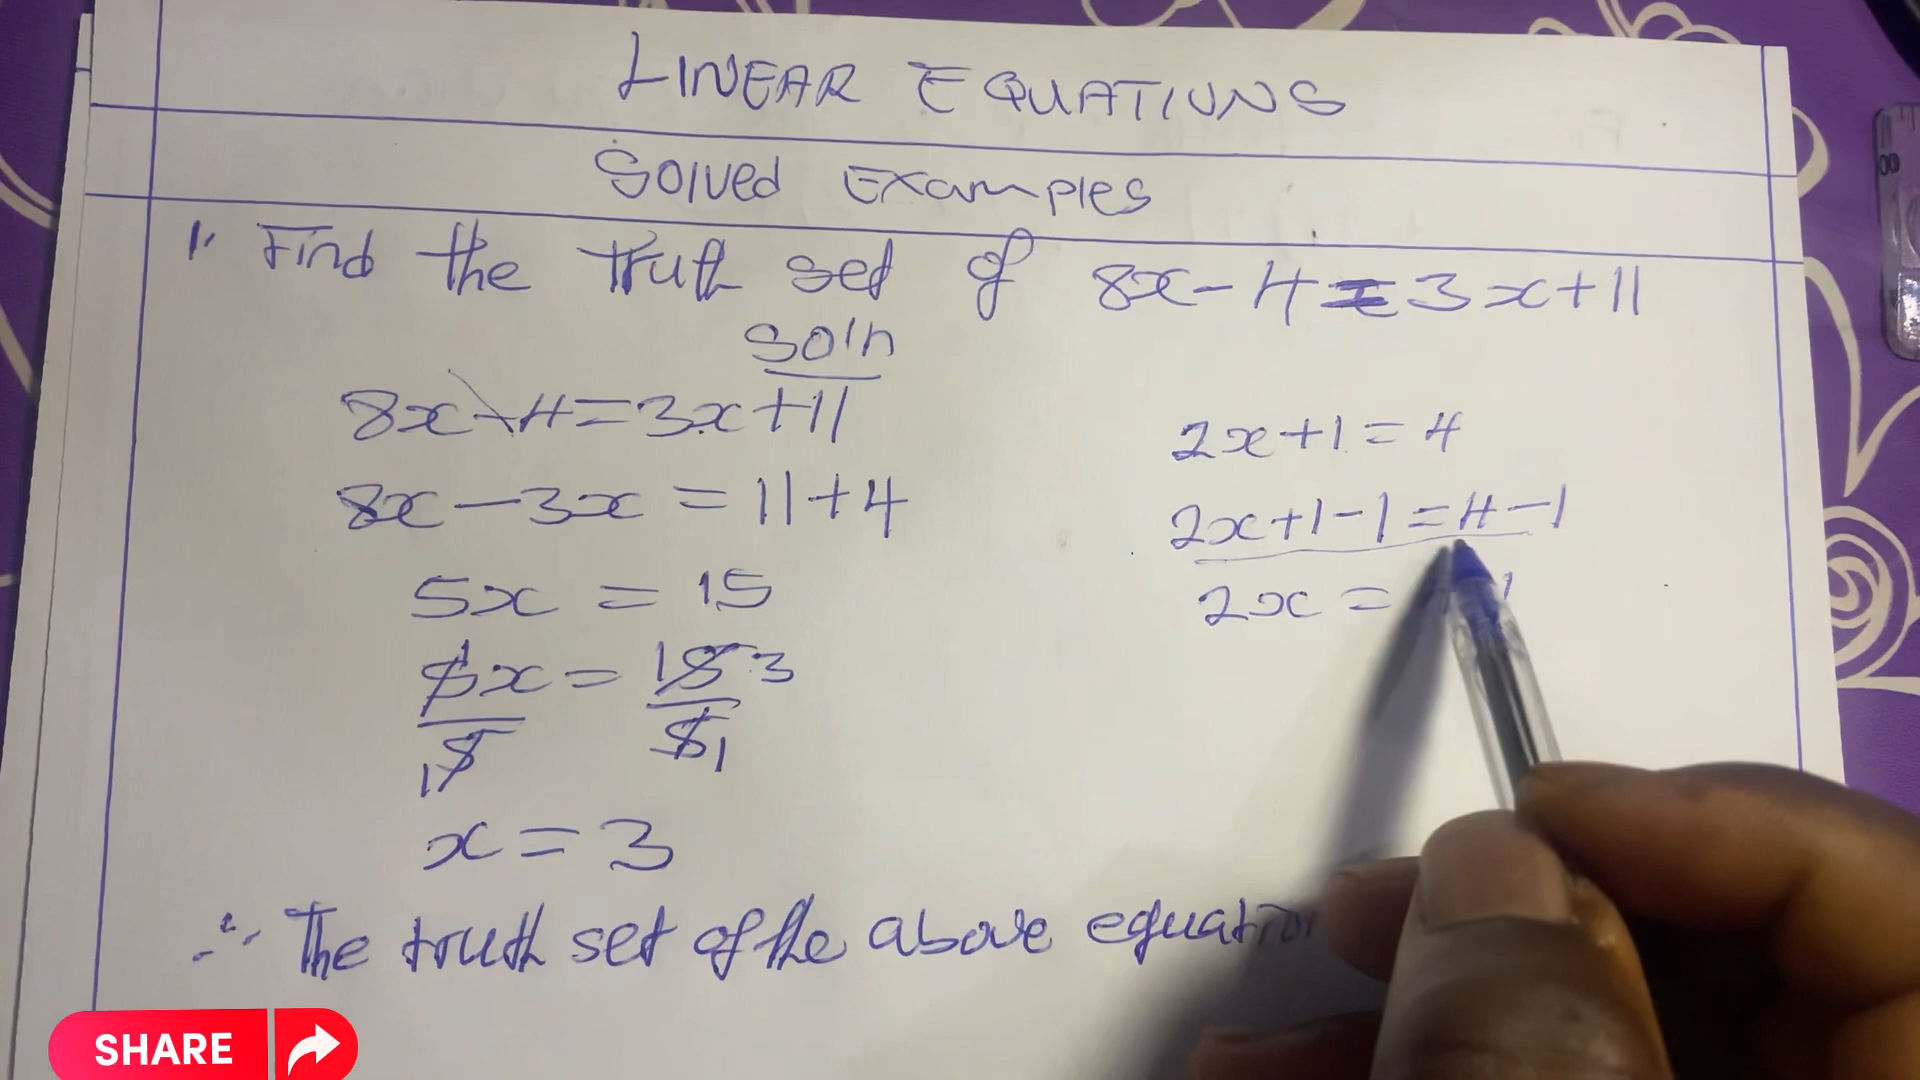 LINEAR EQUATIONS
Solved Examples
1. Find the truth set of 8x - 4 = 3x + 11
soln
8x - 4 = 3x + 11
8x - 3x = 11 + 4
5x = 15
5x/5 = 15/5
1 1 3 1
x = 3
∴ The truth set of the above equation
2x + 1 = 4
2x + 1 - 1 = 4 - 1
2x =
SHARE
8